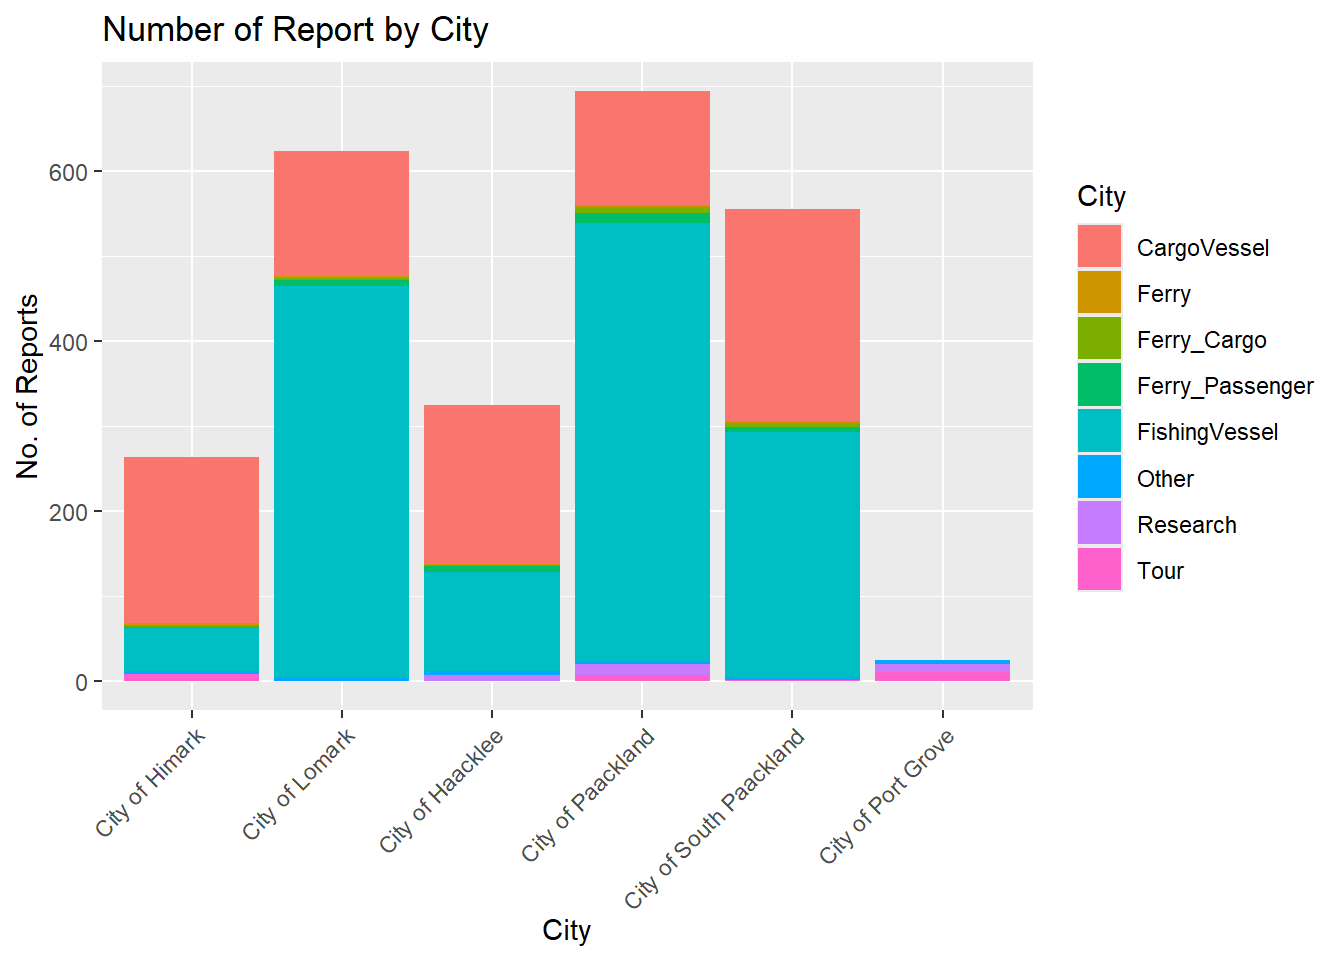 Number of Report by City
No. of Reports
600
400
200
0
City of Himark
City of Lomark
City of Haacklee
City of Paackland
City of South Paackland
City of Port Grove
City
City
CargoVessel
Ferry
Ferry_Cargo
Ferry_Passenger
FishingVessel
Other
Research
Tour